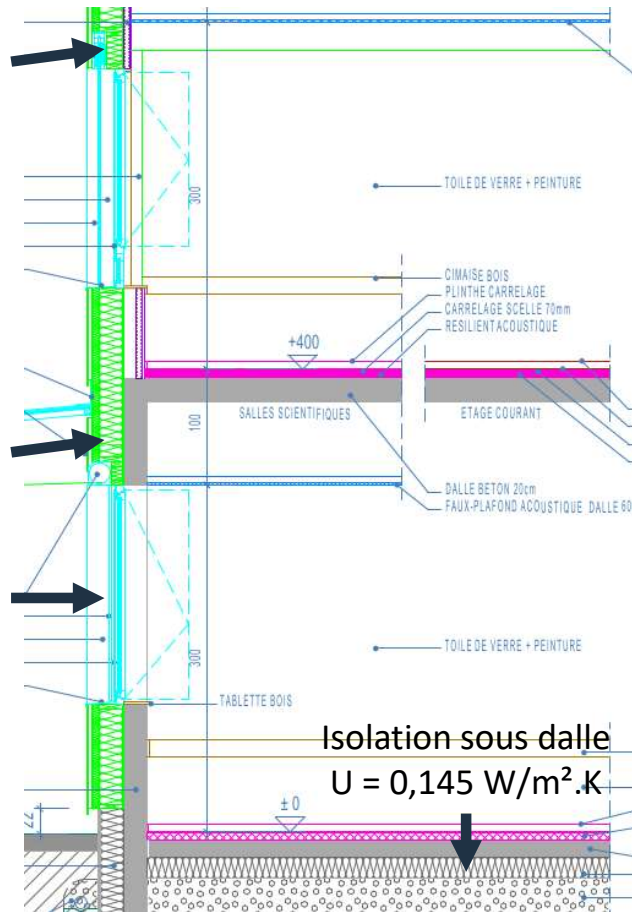 TOILE DE VERRE + PEINTURE
300
CIMAISE BOIS
PLINTHE CARRELAGE
CARRELAGE SCELLE 70mm
RESILIENT ACOUSTIQUE
+400
SALLES SCIENTIFIQUES
ETAGE COURANT
100
DALLE BETON 20cm
FAUX-PLAFOND ACOUSTIQUE DALLE 60
TOILE DE VERRE + PEINTURE
300
TABLETTE BOIS
Isolation sous dalle
U = 0,145 W/m².K
± 0
22